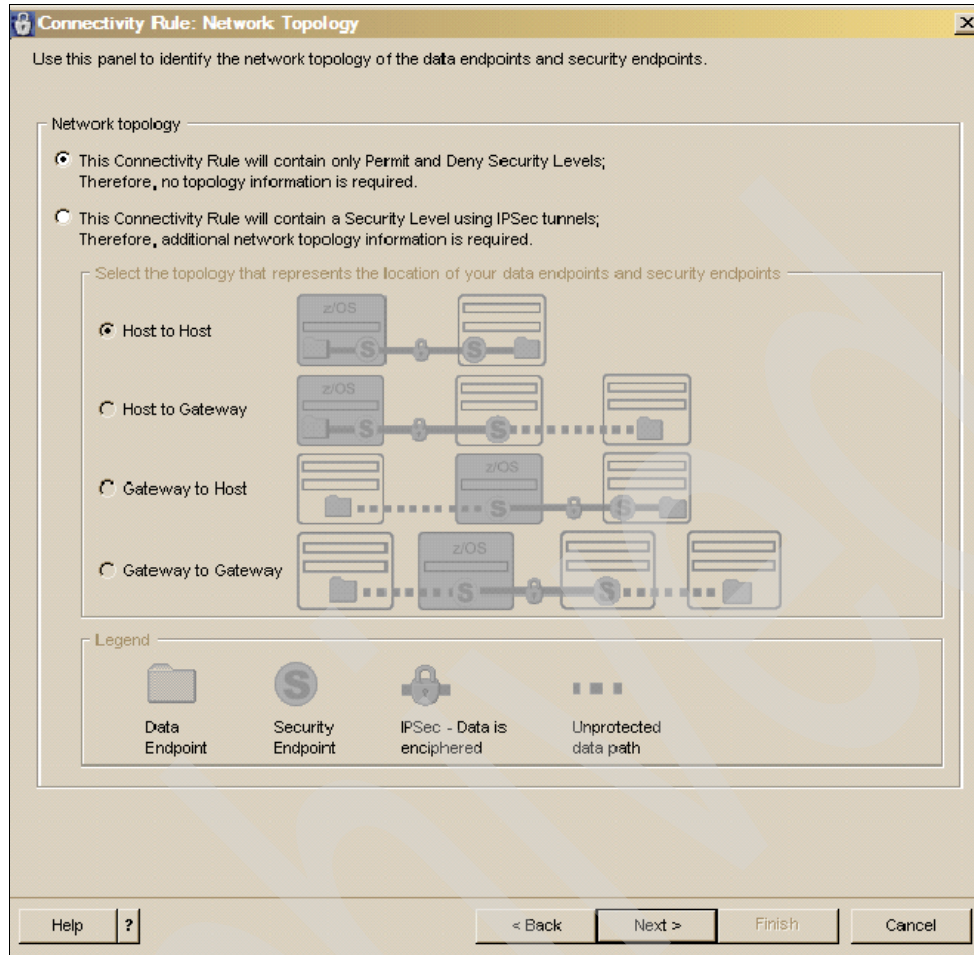 Connectivity Rule: Network Topology
Use this panel to identify the network topology of the data endpoints and security endpoints.
Network topology
This Connectivity Rule will contain only Permit and Deny Security Levels;
Therefore, no topology information is required.
This Connectivity Rule will contain a Security Level using IPSec tunnels;
Therefore, additional network topology information is required.
Select the topology that represents the location of your data endpoints and security endpoints
Host to Host
z/OS
S
S
Host to Gateway
z/OS
S
S
Gateway to Host
z/OS
S
S
Gateway to Gateway
z/OS
S
S
Legend
S
Data
Endpoint
Security
Endpoint
IPSec - Data is
enciphered
Unprotected
data path
Help
?
< Back
Next >
Finish
Cancel